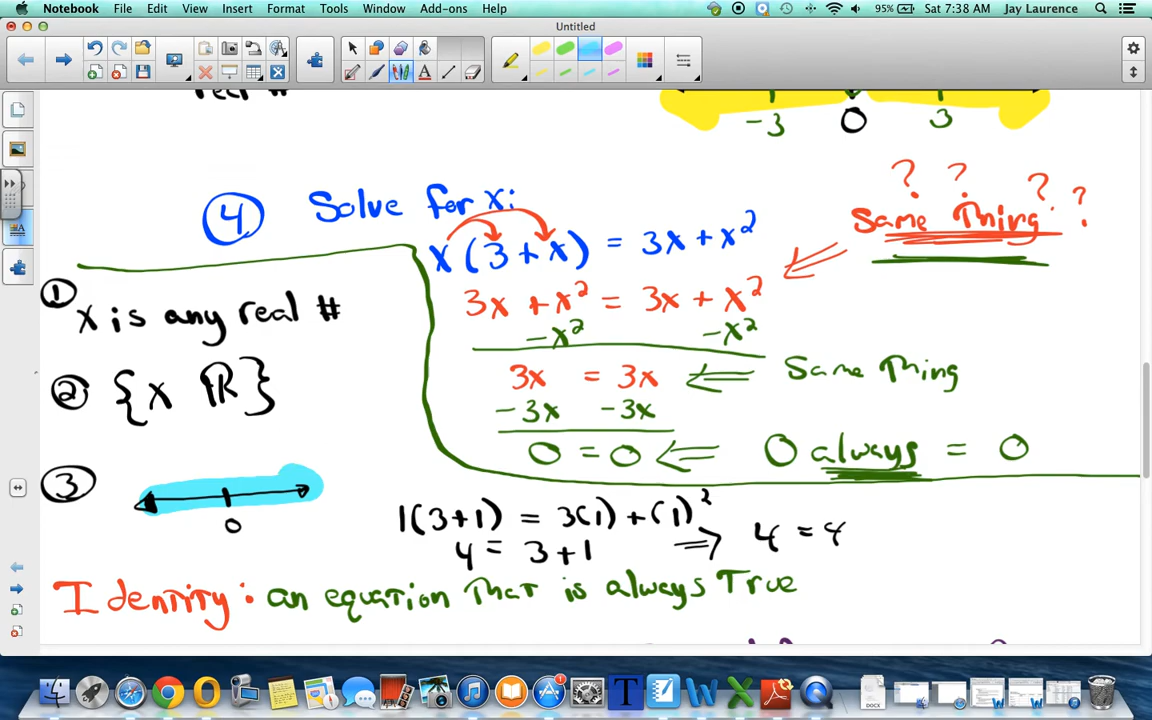 Notebook File Edit View Insert Format Tools Window Add-ons Help 95% Sat 7:38 AM Jay Laurence
Untitled
real #
-3 0 3
? ? ? ?
④ Solve for x:
Same Thing
x(3+x) = 3x+x²
3x+x² = 3x+x²
-x² -x²
3x = 3x ⇐ Same Thing
-3x -3x
0 = 0 ⇐ 0 always = 0
① x is any real #
② {x ℝ}
③
0
1(3+1) = 3(1)+(1)²
4 = 3+1 ⇒ 4 = 4
Identity: an equation that is always True